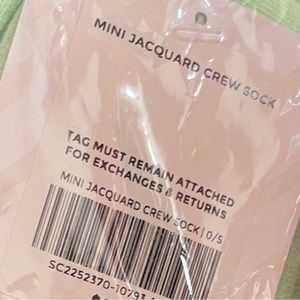 MINI JACQUARD CREW SOCK
TAG MUST REMAIN ATTACHED
FOR EXCHANGES & RETURNS
MINI JACQUARD CREW SOCK | O/S